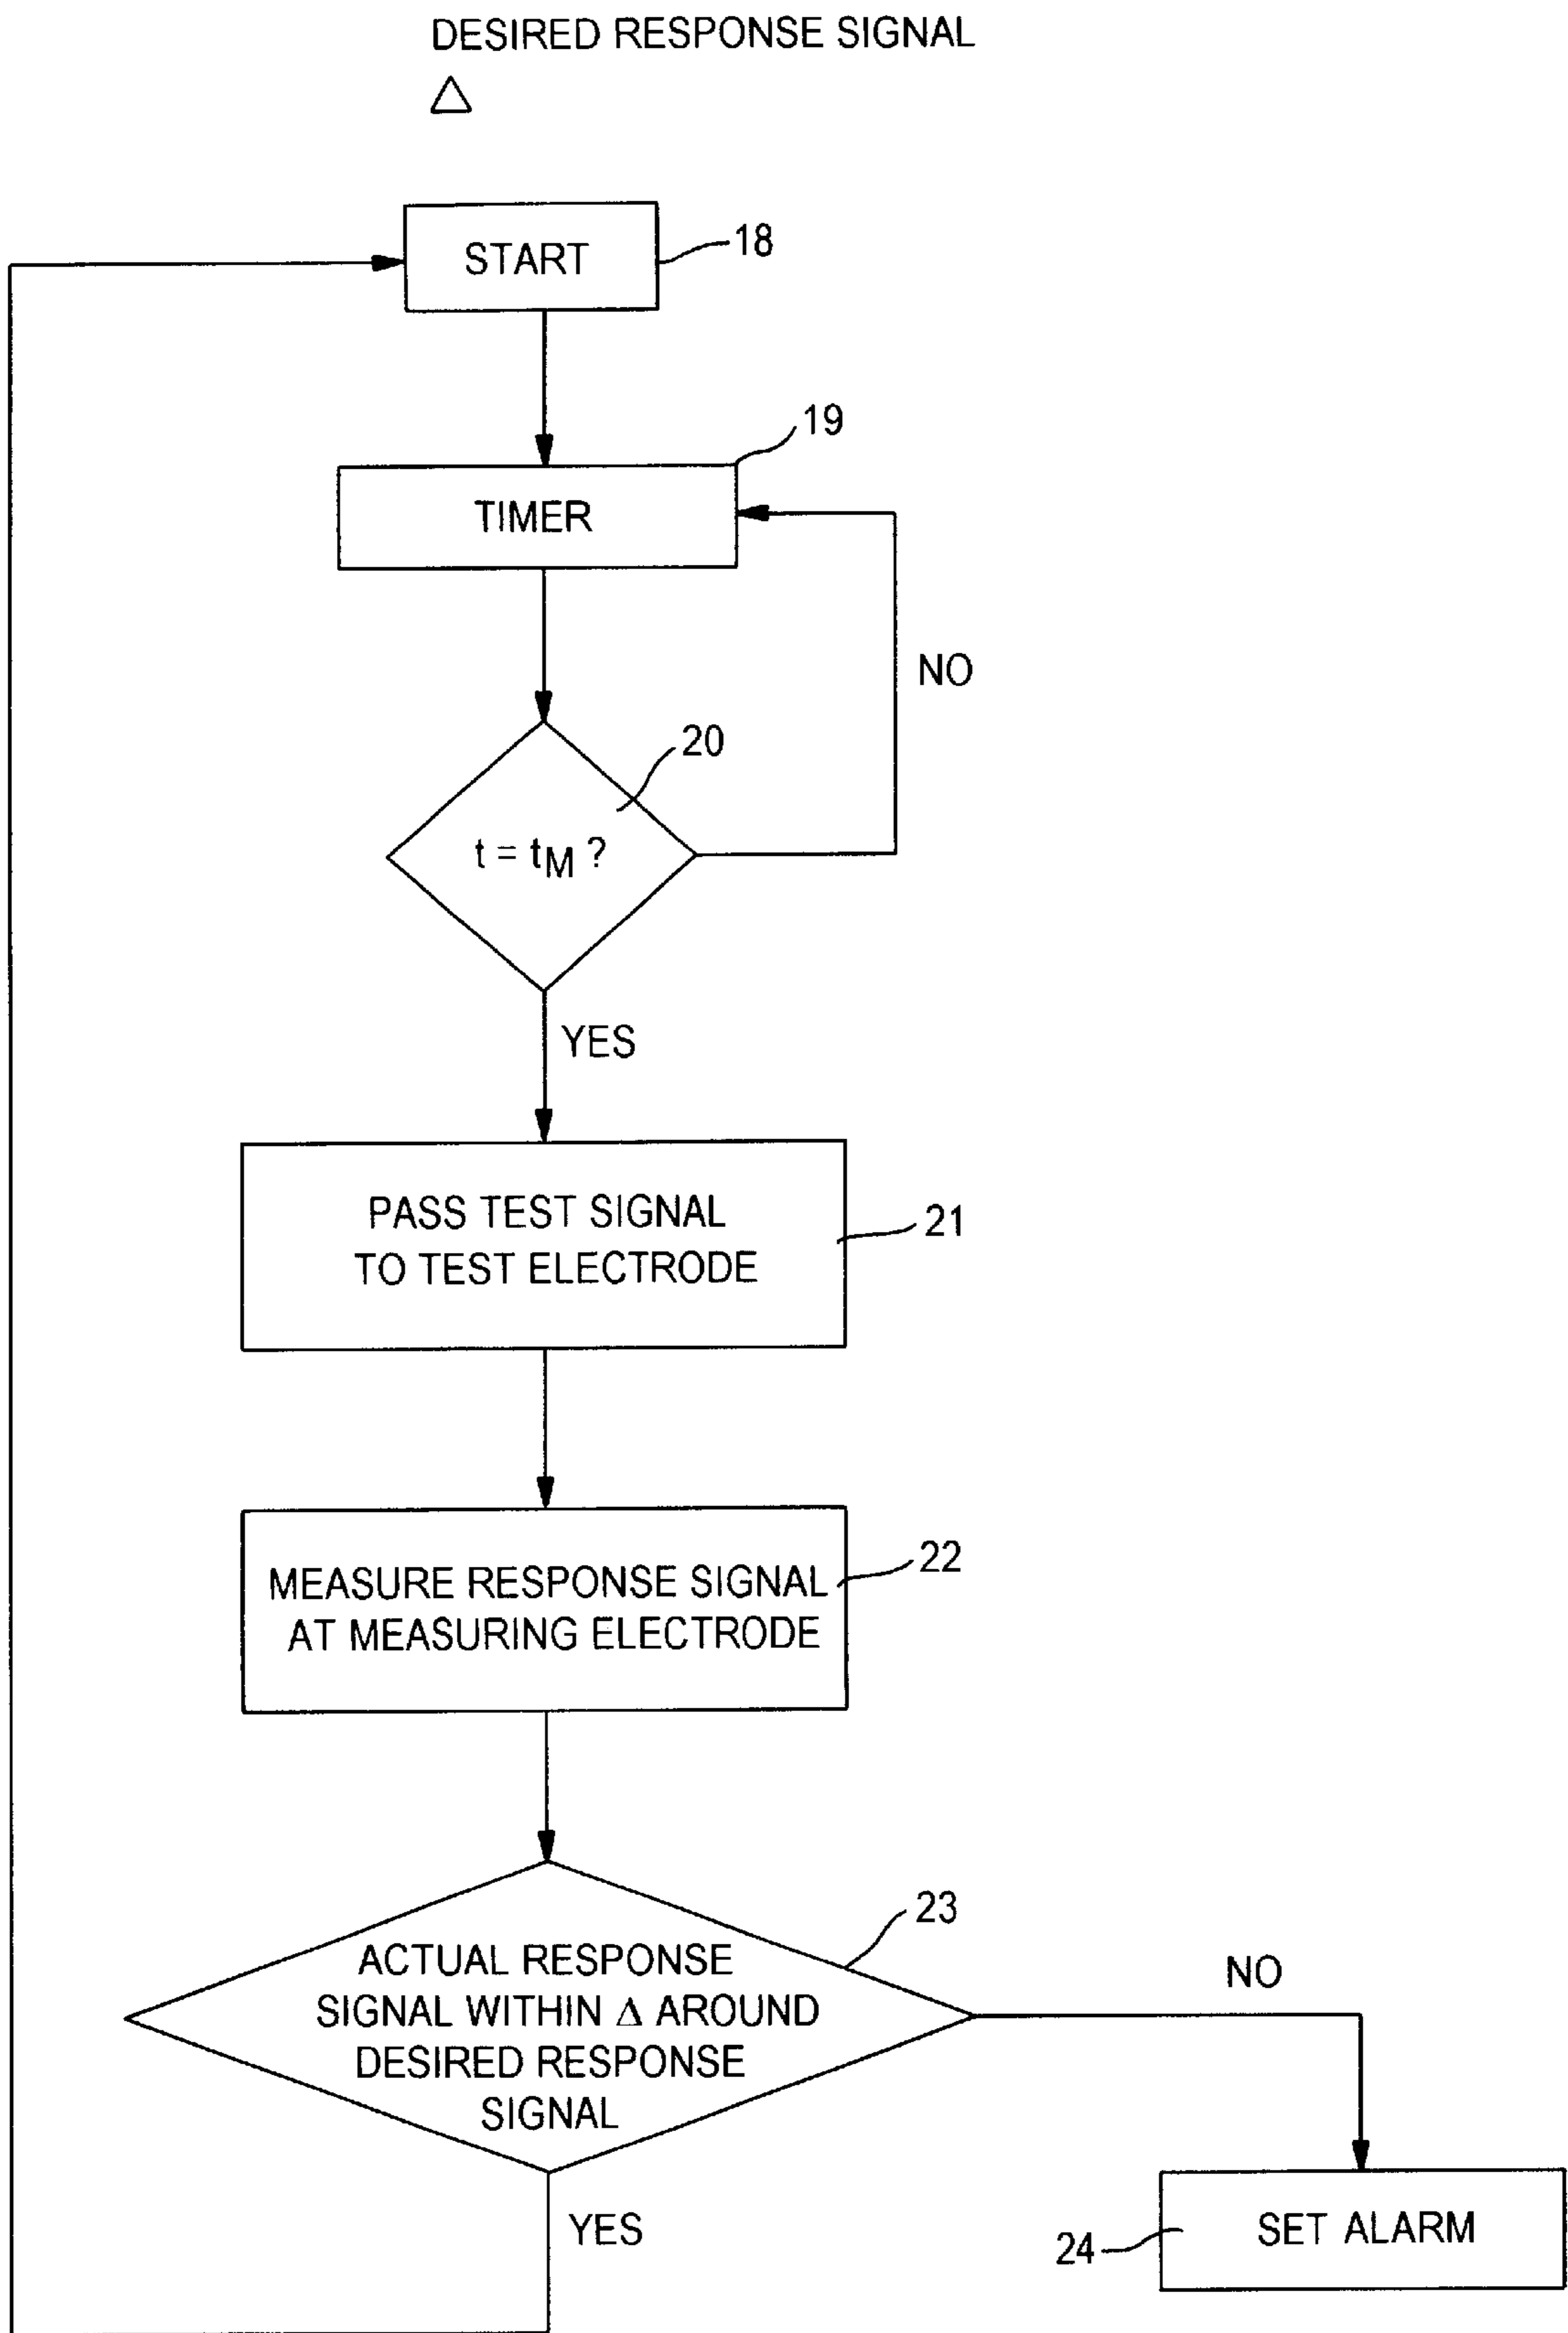 DESIRED RESPONSE SIGNAL
△
START
18
TIMER
19
NO
20
t = tM ?
YES
PASS TEST SIGNAL
TO TEST ELECTRODE
21
MEASURE RESPONSE SIGNAL
AT MEASURING ELECTRODE
22
23
ACTUAL RESPONSE
SIGNAL WITHIN Δ AROUND
DESIRED RESPONSE
SIGNAL
NO
YES
SET ALARM
24